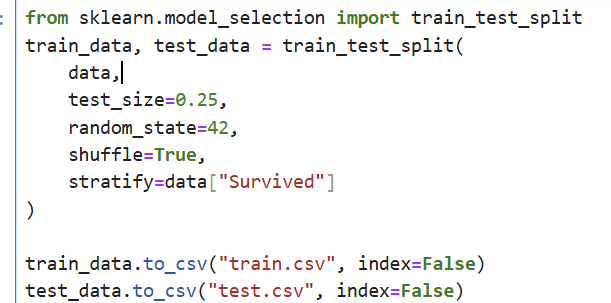 :
from sklearn.model_selection import train_test_split
train_data, test_data = train_test_split(
    data,
    test_size=0.25,
    random_state=42,
    shuffle=True,
    stratify=data["Survived"]
)

train_data.to_csv("train.csv", index=False)
test_data.to_csv("test.csv", index=False)